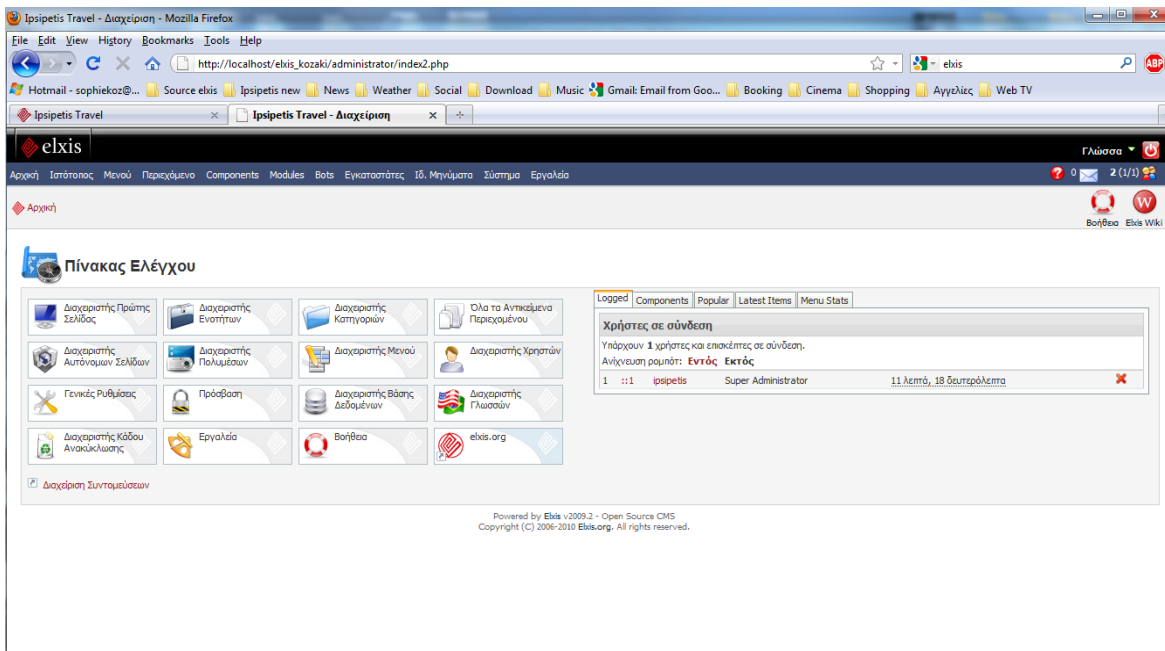 Ipsipetis Travel - Διαχείριση - Mozilla Firefox
File Edit View History Bookmarks Tools Help
http://localhost/elxis_kozaki/administrator/index2.php
elxis
ABP
Hotmail - sophiekoz@... Source elxis Ipsipetis new News Weather Social Download Music Gmail: Email from Goo... Booking Cinema Shopping Αγγελίες Web TV
Ipsipetis Travel
Ipsipetis Travel - Διαχείριση
elxis
Γλώσσα
Αρχική Ιστότοπος Μενού Περιεχόμενο Components Modules Bots Εγκαταστάτες Ιδ. Μηνύματα Σύστημα Εργαλεία
0
2 (1/1)
Αρχική
Βοήθεια
Elxis Wiki
Πίνακας Ελέγχου
Διαχειριστής Πρώτης Σελίδας
Διαχειριστής Ενοτήτων
Διαχειριστής Κατηγοριών
Όλα τα Αντικείμενα Περιεχομένου
Διαχειριστής Αυτόνομων Σελίδων
Διαχειριστής Πολυμέσων
Διαχειριστής Μενού
Διαχειριστής Χρηστών
Γενικές Ρυθμίσεις
Πρόσβαση
Διαχειριστής Βάσης Δεδομένων
Διαχειριστής Γλωσσών
Διαχειριστής Κάδου Ανακύκλωσης
Εργαλεία
Βοήθεια
elxis.org
Διαχείριση Συντομεύσεων
Logged Components Popular Latest Items Menu Stats
Χρήστες σε σύνδεση
Υπάρχουν 1 χρήστες και επισκέπτες σε σύνδεση.
Ανίχνευση ρομπότ: Εντός Εκτός
1 ::1 ipsipetis Super Administrator 11 λεπτά, 18 δευτερόλεπτα
Powered by Elxis v2009.2 - Open Source CMS
Copyright (C) 2006-2010 Elxis.org. All rights reserved.